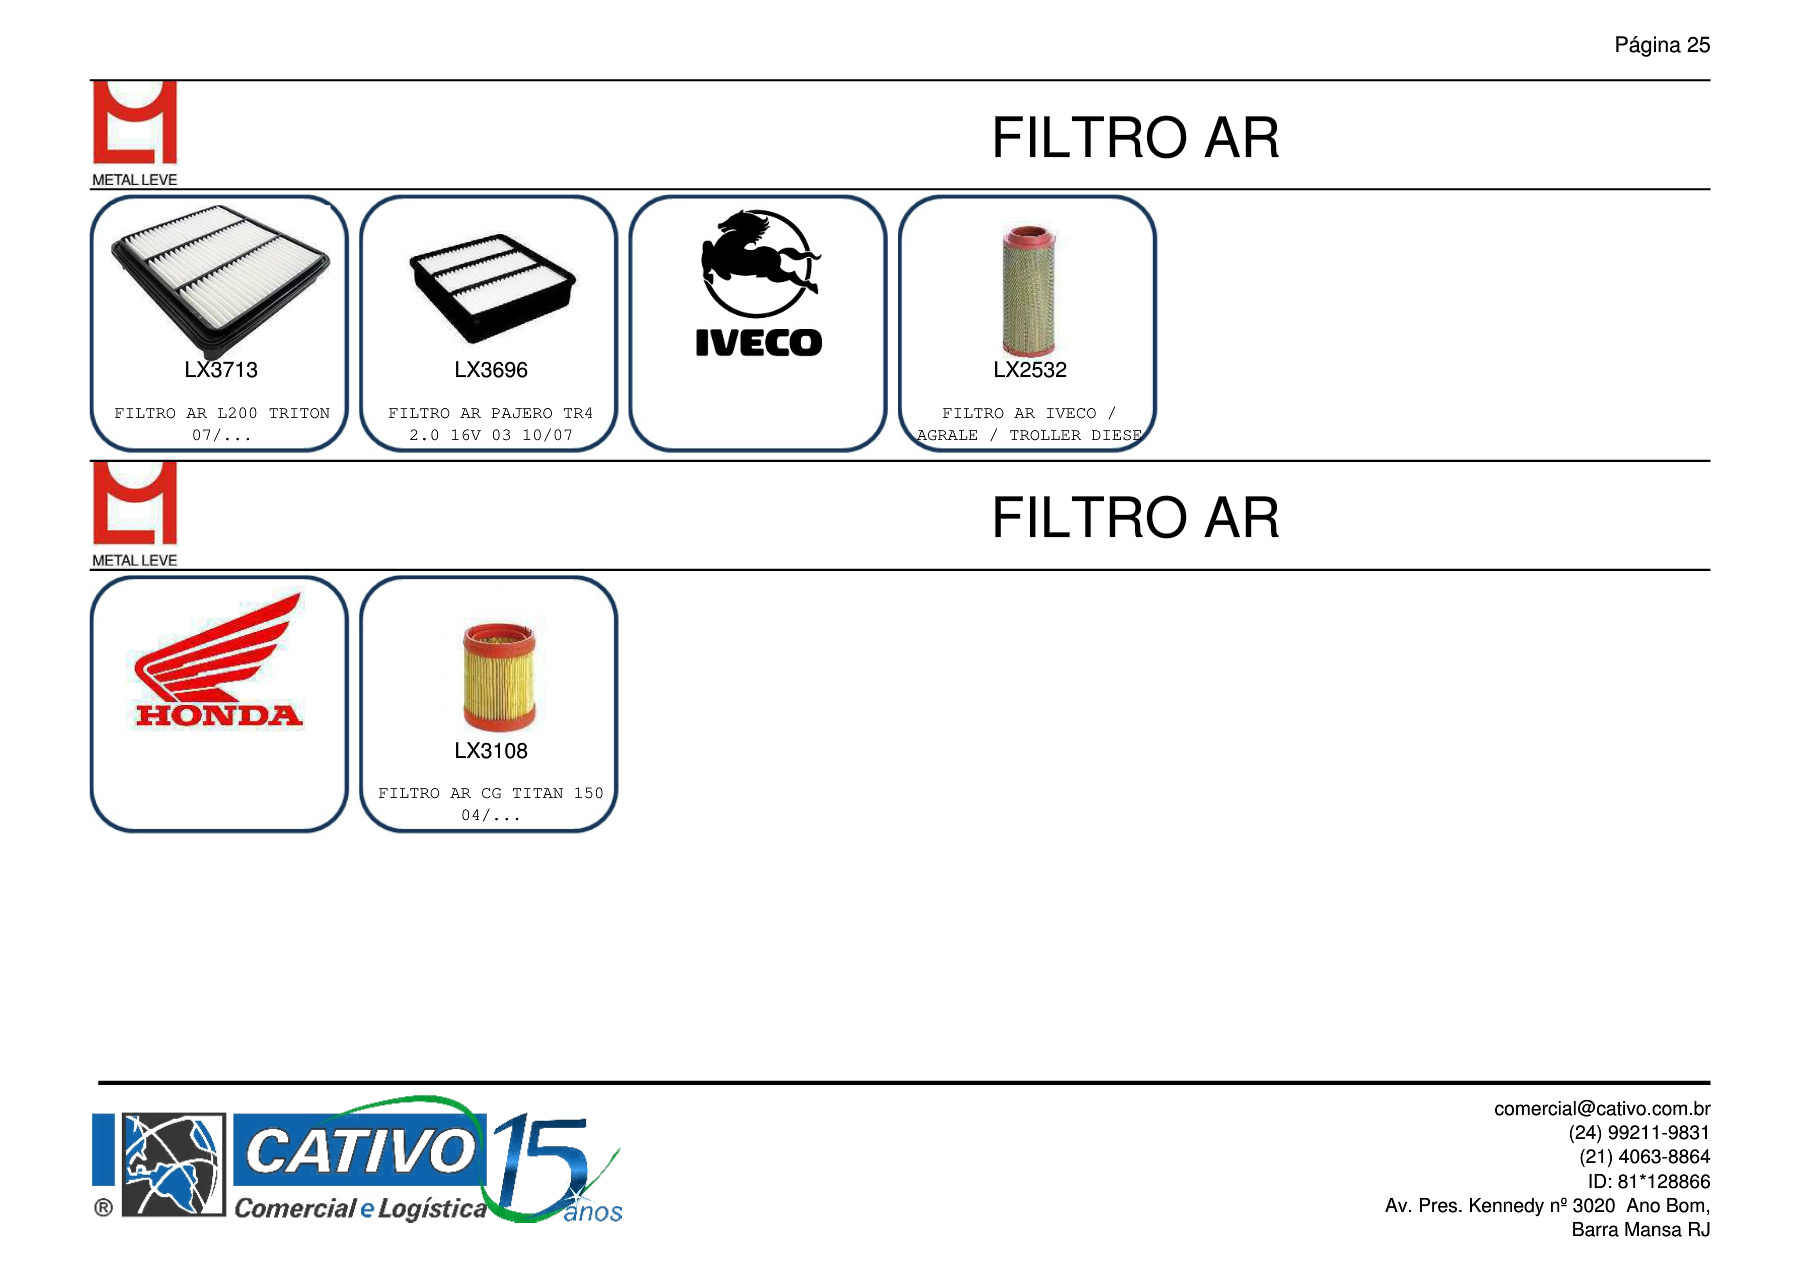 Página 25
METAL LEVE
FILTRO AR
LX3713
FILTRO AR L200 TRITON
07/...
LX3696
FILTRO AR PAJERO TR4
2.0 16V 03 10/07
IVECO
LX2532
FILTRO AR IVECO /
AGRALE / TROLLER DIESE
METAL LEVE
FILTRO AR
HONDA
LX3108
FILTRO AR CG TITAN 150
04/...
CATIVO 15
® Comercial e Logística anos
comercial@cativo.com.br
(24) 99211-9831
(21) 4063-8864
ID: 81*128866
Av. Pres. Kennedy nº 3020 Ano Bom,
Barra Mansa RJ